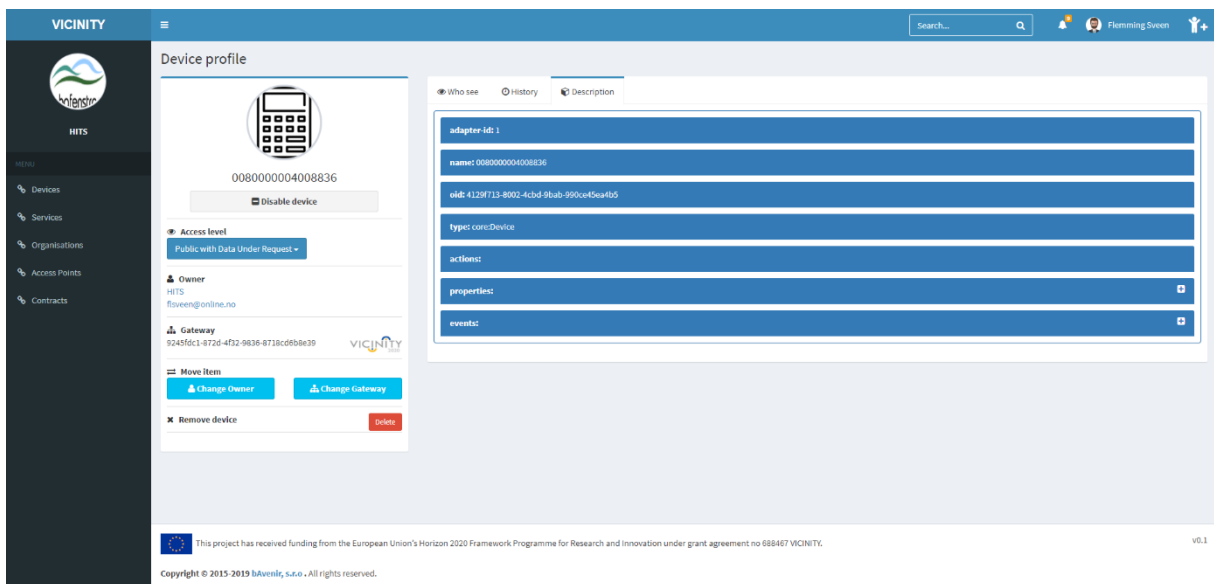 VICINITY
Search...
Flemming Sveen
HITS
MENU
Devices
Services
Organisations
Access Points
Contracts
Device profile
0080000004008836
Disable device
Access level
Public with Data Under Request
Owner
HITS
flsveen@online.no
Gateway
9245fdc1-872d-4f32-9836-8718cd6b8e39
VICINITY
Move item
Change Owner
Change Gateway
Remove device
Delete
Who see
History
Description
adapter-id: 1
name: 0080000004008836
oid: 4129f713-8002-4cbd-9bab-990ce45ea4b5
type: core:Device
actions:
properties:
events:
This project has received funding from the European Union's Horizon 2020 Framework Programme for Research and Innovation under grant agreement no 688467 VICINITY.
v0.1
Copyright © 2015-2019 bAvenir, s.r.o . All rights reserved.